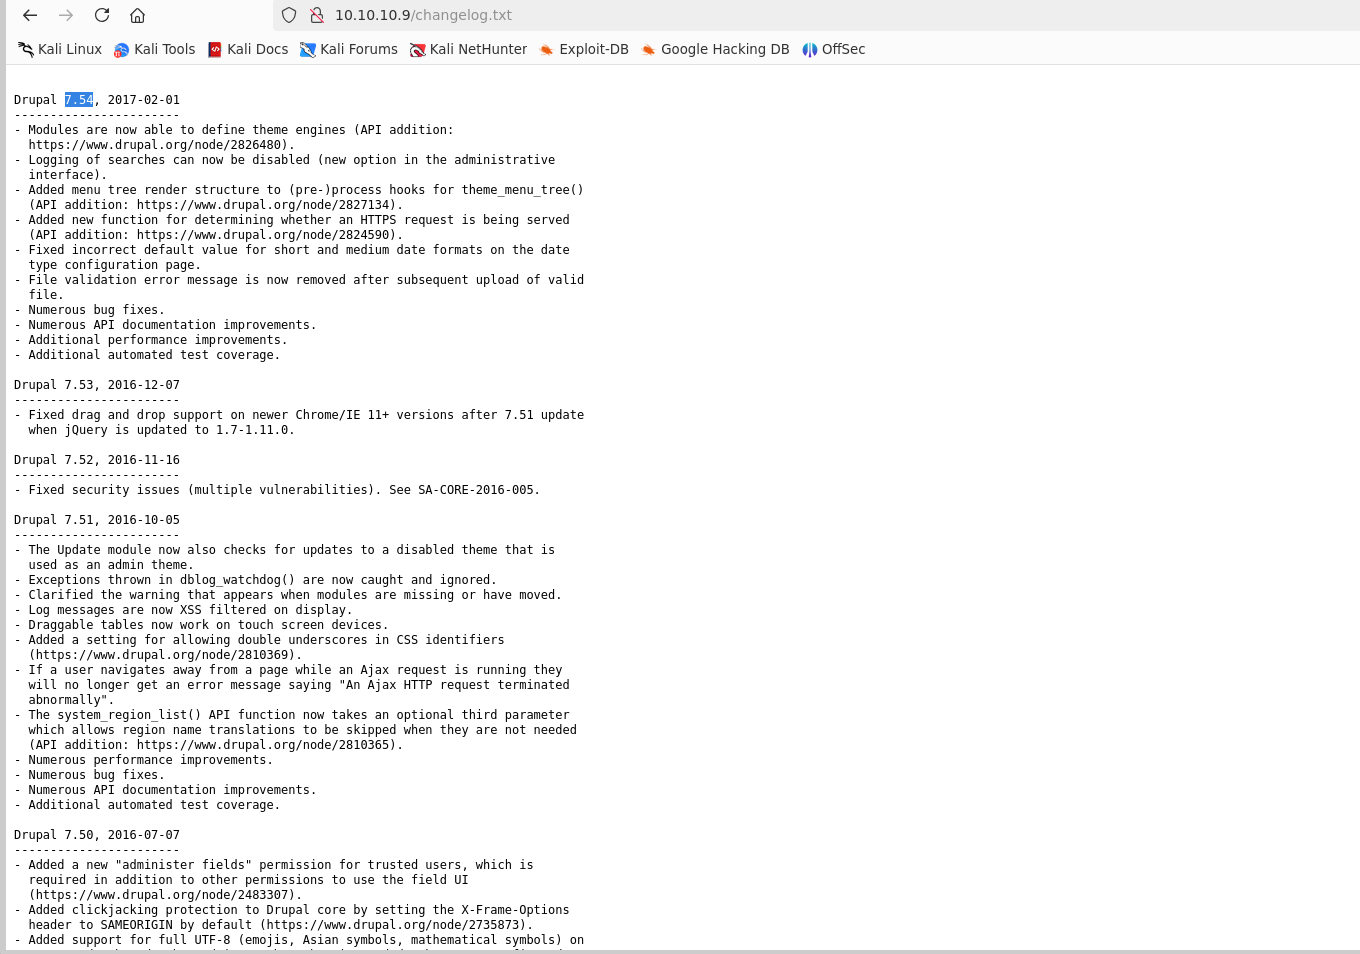 10.10.10.9/changelog.txt
Kali Linux Kali Tools Kali Docs Kali Forums Kali NetHunter Exploit-DB Google Hacking DB OffSec
Drupal 7.54, 2017-02-01
-----------------------
- Modules are now able to define theme engines (API addition:
  https://www.drupal.org/node/2826480).
- Logging of searches can now be disabled (new option in the administrative
  interface).
- Added menu tree render structure to (pre-)process hooks for theme_menu_tree()
  (API addition: https://www.drupal.org/node/2827134).
- Added new function for determining whether an HTTPS request is being served
  (API addition: https://www.drupal.org/node/2824590).
- Fixed incorrect default value for short and medium date formats on the date
  type configuration page.
- File validation error message is now removed after subsequent upload of valid
  file.
- Numerous bug fixes.
- Numerous API documentation improvements.
- Additional performance improvements.
- Additional automated test coverage.

Drupal 7.53, 2016-12-07
-----------------------
- Fixed drag and drop support on newer Chrome/IE 11+ versions after 7.51 update
  when jQuery is updated to 1.7-1.11.0.

Drupal 7.52, 2016-11-16
-----------------------
- Fixed security issues (multiple vulnerabilities). See SA-CORE-2016-005.

Drupal 7.51, 2016-10-05
-----------------------
- The Update module now also checks for updates to a disabled theme that is
  used as an admin theme.
- Exceptions thrown in dblog_watchdog() are now caught and ignored.
- Clarified the warning that appears when modules are missing or have moved.
- Log messages are now XSS filtered on display.
- Draggable tables now work on touch screen devices.
- Added a setting for allowing double underscores in CSS identifiers
  (https://www.drupal.org/node/2810369).
- If a user navigates away from a page while an Ajax request is running they
  will no longer get an error message saying "An Ajax HTTP request terminated
  abnormally".
- The system_region_list() API function now takes an optional third parameter
  which allows region name translations to be skipped when they are not needed
  (API addition: https://www.drupal.org/node/2810365).
- Numerous performance improvements.
- Numerous bug fixes.
- Numerous API documentation improvements.
- Additional automated test coverage.

Drupal 7.50, 2016-07-07
-----------------------
- Added a new "administer fields" permission for trusted users, which is
  required in addition to other permissions to use the field UI
  (https://www.drupal.org/node/2483307).
- Added clickjacking protection to Drupal core by setting the X-Frame-Options
  header to SAMEORIGIN by default (https://www.drupal.org/node/2735873).
- Added support for full UTF-8 (emojis, Asian symbols, mathematical symbols) on